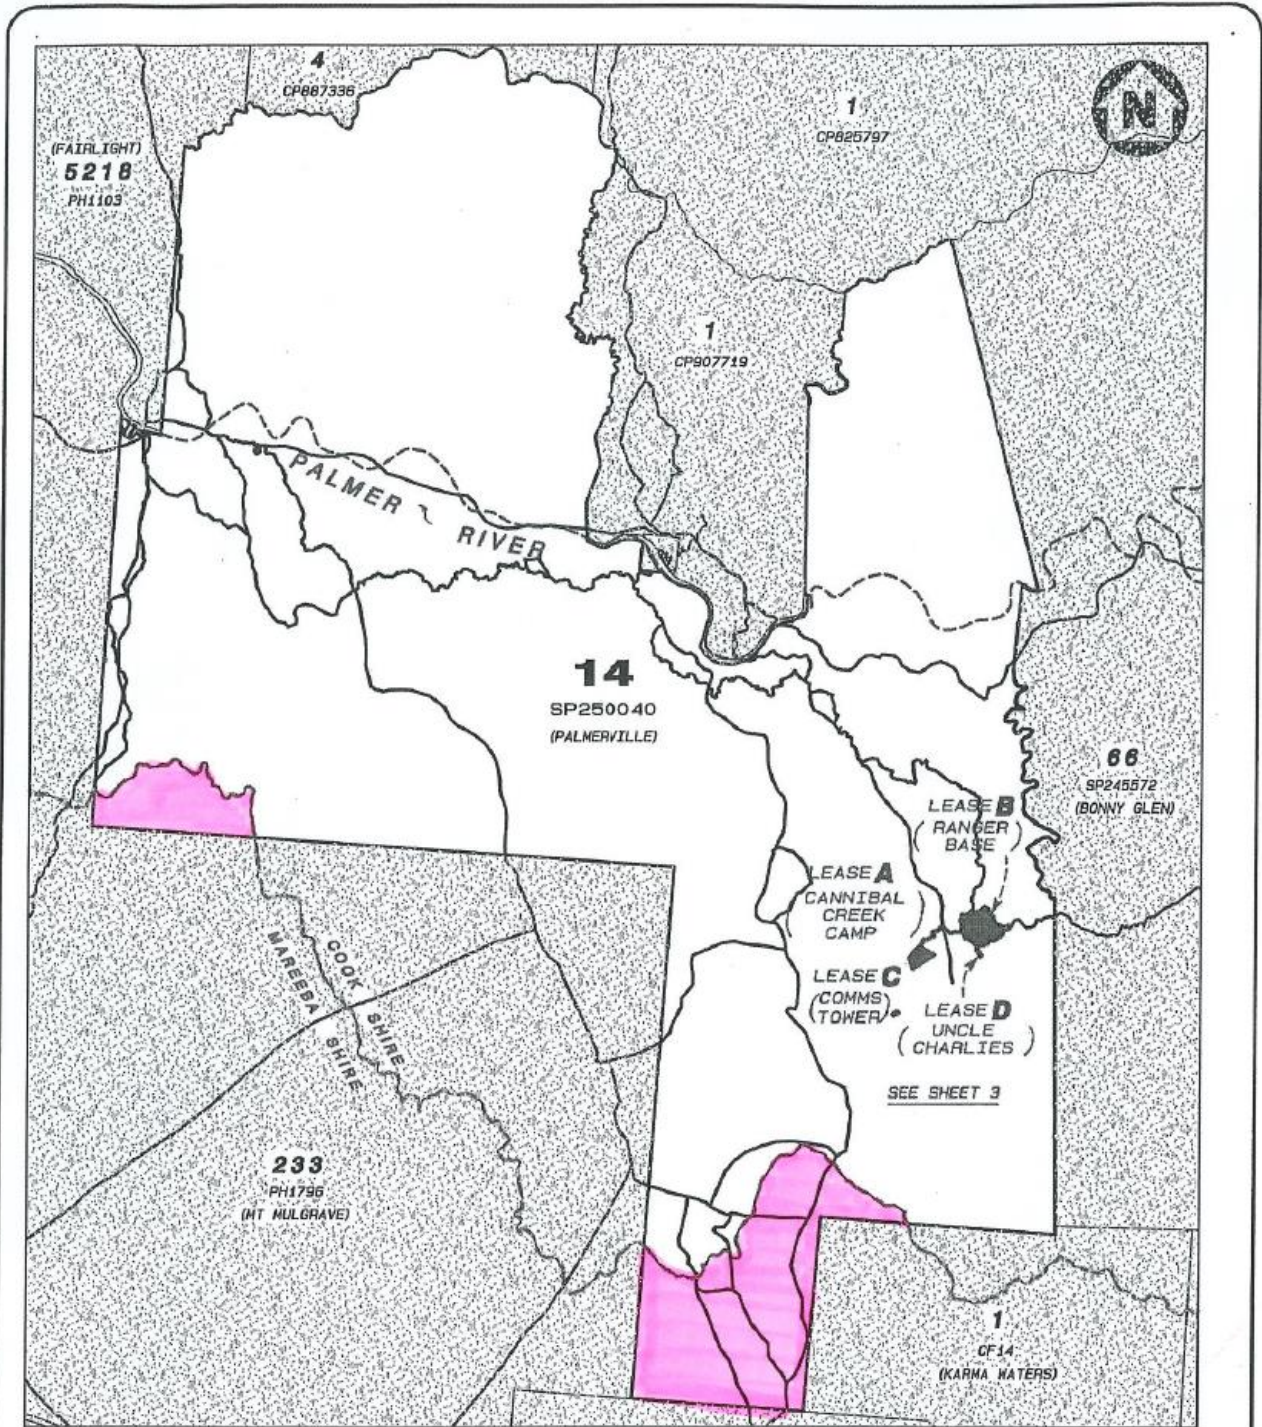 4
CP887336
N
1
CP825797
(FAIRLIGHT)
5218
PH1103
1
CP907719
PALMER RIVER
14
SP250040
(PALMERVILLE)
66
SP245572
(BONNY GLEN)
LEASE B
(RANGER
BASE)
LEASE A
(CANNIBAL
CREEK
CAMP)
LEASE C
(COMMS
TOWER)
LEASE D
(UNCLE
CHARLIES)
SEE SHEET 3
COOK SHIRE
MAREEBA SHIRE
233
PH1796
(MT MULGRAVE)
1
CF14
(KARMA WATERS)